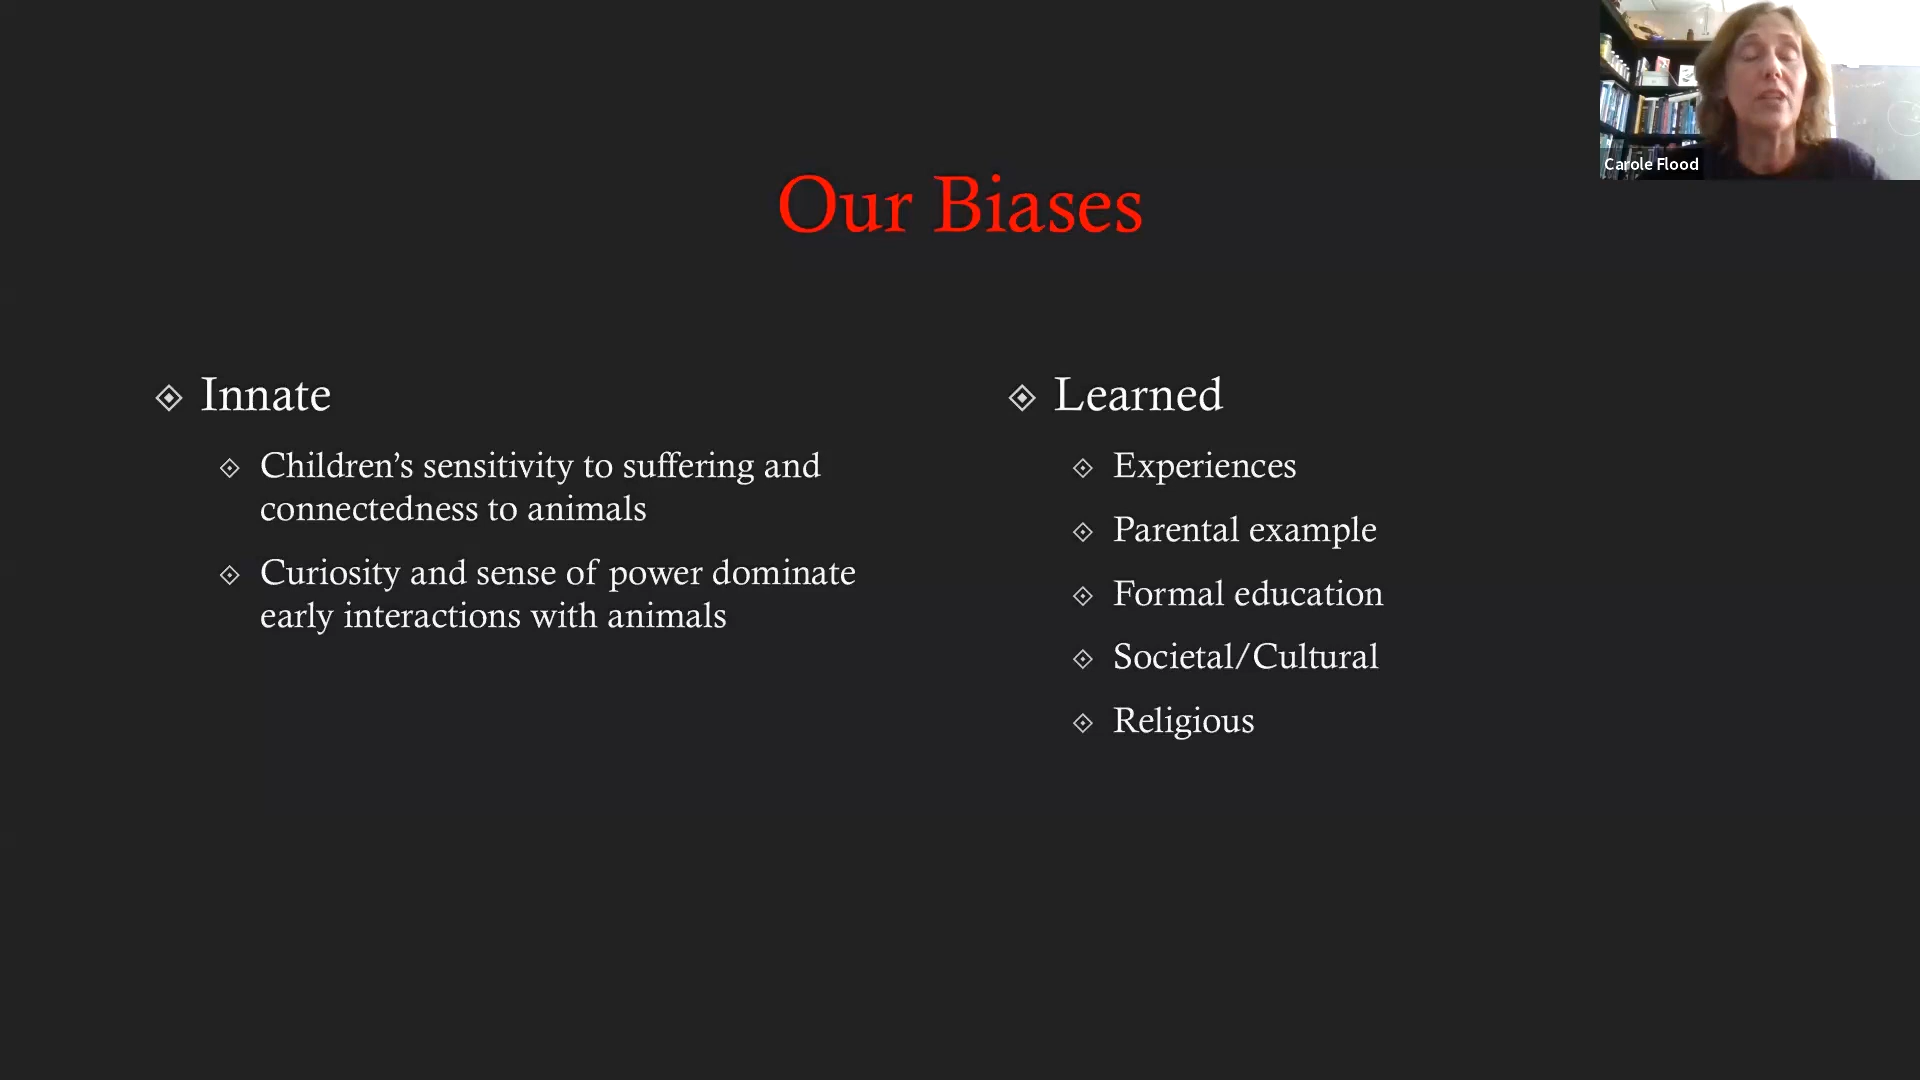 Carole Flood
Our Biases
Innate
Children’s sensitivity to suffering and
connectedness to animals
Curiosity and sense of power dominate
early interactions with animals
Learned
Experiences
Parental example
Formal education
Societal/Cultural
Religious